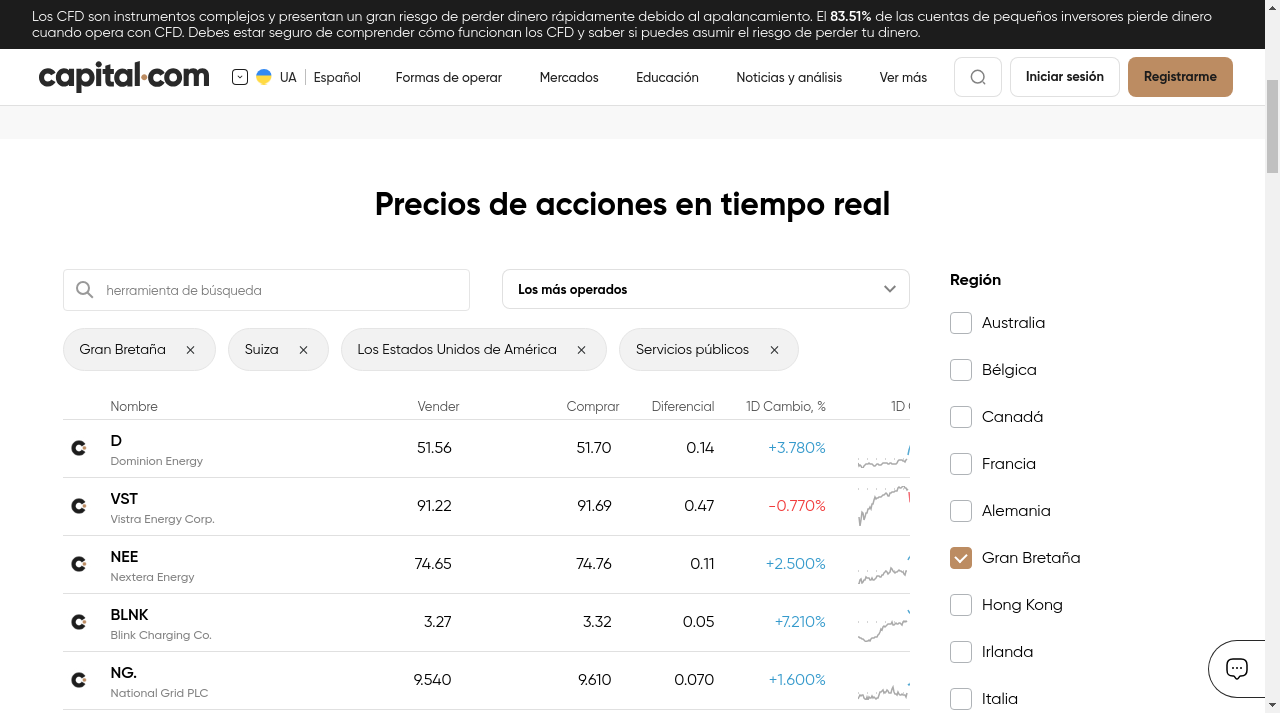 Los CFD son instrumentos complejos y presentan un gran riesgo de perder dinero rápidamente debido al apalancamiento. El 83.51% de las cuentas de pequeños inversores pierde dinero
cuando opera con CFD. Debes estar seguro de comprender cómo funcionan los CFD y saber si puedes asumir el riesgo de perder tu dinero.
capital.com UA Español Formas de operar Mercados Educación Noticias y análisis Ver más Iniciar sesión Registrarme
Precios de acciones en tiempo real
herramienta de búsqueda
Los más operados
Gran Bretaña Suiza Los Estados Unidos de América Servicios públicos
Nombre Vender Comprar Diferencial 1D Cambio, % 1D
D 51.56 51.70 0.14 +3.780%
Dominion Energy
VST 91.22 91.69 0.47 -0.770%
Vistra Energy Corp.
NEE 74.65 74.76 0.11 +2.500%
Nextera Energy
BLNK 3.27 3.32 0.05 +7.210%
Blink Charging Co.
NG. 9.540 9.610 0.070 +1.600%
National Grid PLC
Región
Australia
Bélgica
Canadá
Francia
Alemania
Gran Bretaña
Hong Kong
Irlanda
Italia